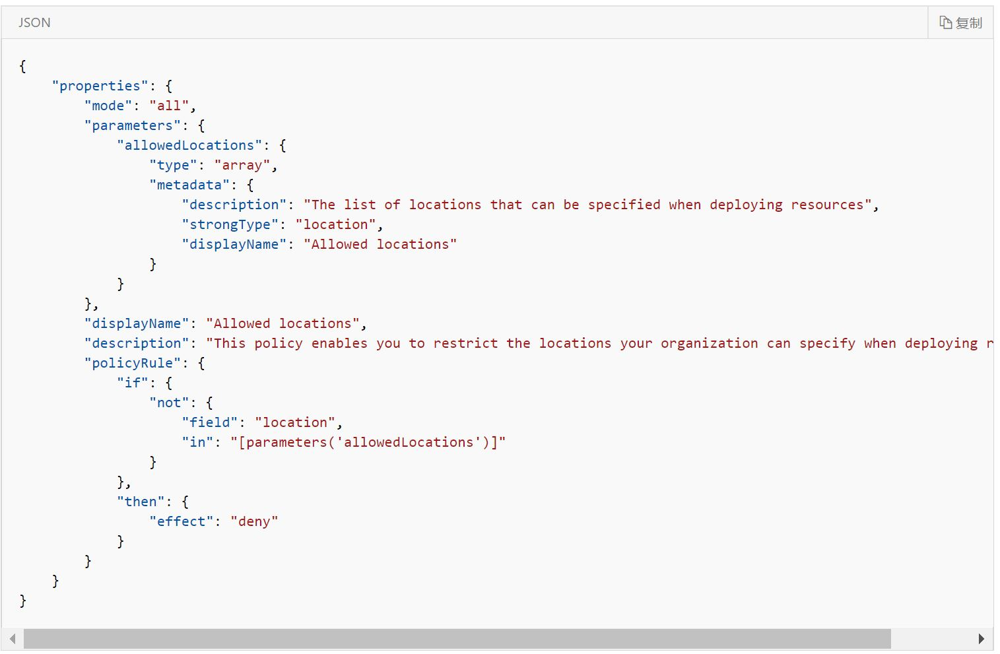 JSON
复制
{
    "properties": {
        "mode": "all",
        "parameters": {
            "allowedLocations": {
                "type": "array",
                "metadata": {
                    "description": "The list of locations that can be specified when deploying resources",
                    "strongType": "location",
                    "displayName": "Allowed locations"
                }
            }
        },
        "displayName": "Allowed locations",
        "description": "This policy enables you to restrict the locations your organization can specify when deploying r
        "policyRule": {
            "if": {
                "not": {
                    "field": "location",
                    "in": "[parameters('allowedLocations')]"
                }
            },
            "then": {
                "effect": "deny"
            }
        }
    }
}